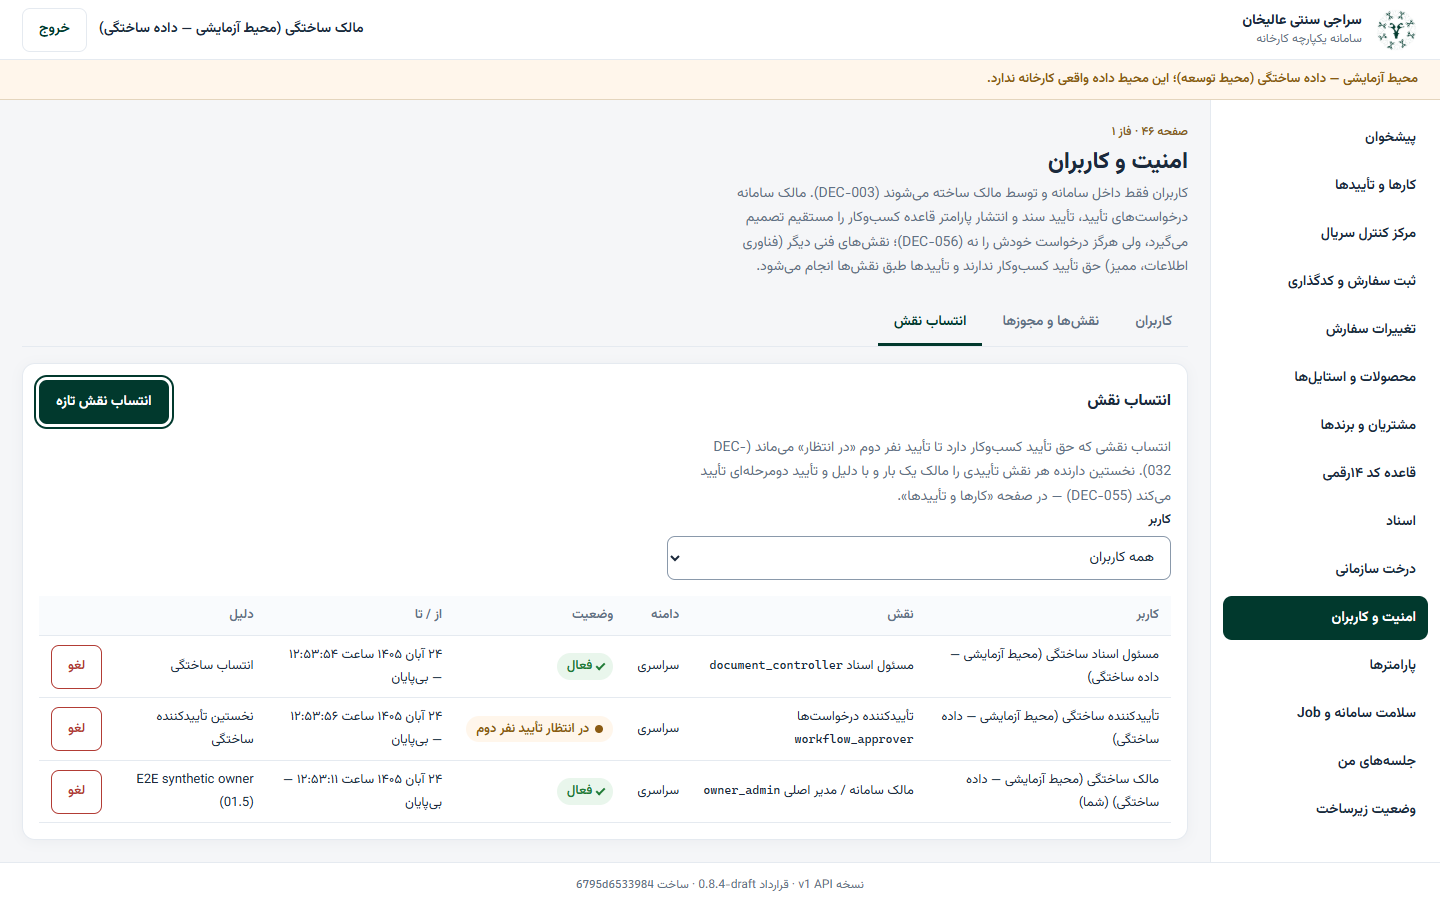 سراجی سنتی عالیخان
سامانه یکپارچه کارخانه
مالک ساختگی (محیط آزمایشی — داده ساختگی)
خروج
محیط آزمایشی — داده ساختگی (محیط توسعه)؛ این محیط داده واقعی کارخانه ندارد.
پیشخوان
کارها و تأییدها
مرکز کنترل سریال
ثبت سفارش و کدگذاری
تغییرات سفارش
محصولات و استایل‌ها
مشتریان و برندها
قاعده کد ۱۴رقمی
اسناد
درخت سازمانی
امنیت و کاربران
پارامترها
سلامت سامانه و Job
جلسه‌های من
وضعیت زیرساخت
صفحه ۴۶ · فاز ۱
امنیت و کاربران
کاربران فقط داخل سامانه و توسط مالک ساخته می‌شوند (DEC-003). مالک سامانه
درخواست‌های تأیید، تأیید سند و انتشار پارامتر قاعده کسب‌وکار را مستقیم تصمیم
می‌گیرد، ولی هرگز درخواست خودش را نه (DEC-056)؛ نقش‌های فنی دیگر (فناوری
اطلاعات، ممیز) حق تأیید کسب‌وکار ندارند و تأییدها طبق نقش‌ها انجام می‌شود.
کاربران
نقش‌ها و مجوزها
انتساب نقش
انتساب نقش
انتساب نقش تازه
انتساب نقشی که حق تأیید کسب‌وکار دارد تا تأیید نفر دوم «در انتظار» می‌ماند (DEC-
032). نخستین دارنده هر نقش تأییدی را مالک یک بار و با دلیل و تأیید دومرحله‌ای تأیید
می‌کند (DEC-055) — در صفحه «کارها و تأییدها».
کاربر
همه کاربران
کاربر نقش دامنه وضعیت از / تا دلیل
مسئول اسناد ساختگی (محیط آزمایشی —
داده ساختگی)
مسئول اسناد document_controller
سراسری
فعال
۲۴ آبان ۱۴۰۵ ساعت ۱۲:۵۳:۵۴
— بی‌پایان
انتساب ساختگی
لغو
تأییدکننده ساختگی (محیط آزمایشی — داده
ساختگی)
تأییدکننده درخواست‌ها
workflow_approver
سراسری
در انتظار تأیید نفر دوم
۲۴ آبان ۱۴۰۵ ساعت ۱۲:۵۳:۵۶
— بی‌پایان
نخستین تأییدکننده
ساختگی
لغو
مالک ساختگی (محیط آزمایشی — داده
ساختگی) (شما)
مالک سامانه / مدیر اصلی owner_admin
سراسری
فعال
۲۴ آبان ۱۴۰۵ ساعت ۱۲:۵۳:۱۱ —
بی‌پایان
E2E synthetic owner
(01.5)
لغو
نسخه v1 API · قرارداد 0.8.4-draft · ساخت 6795d6533984